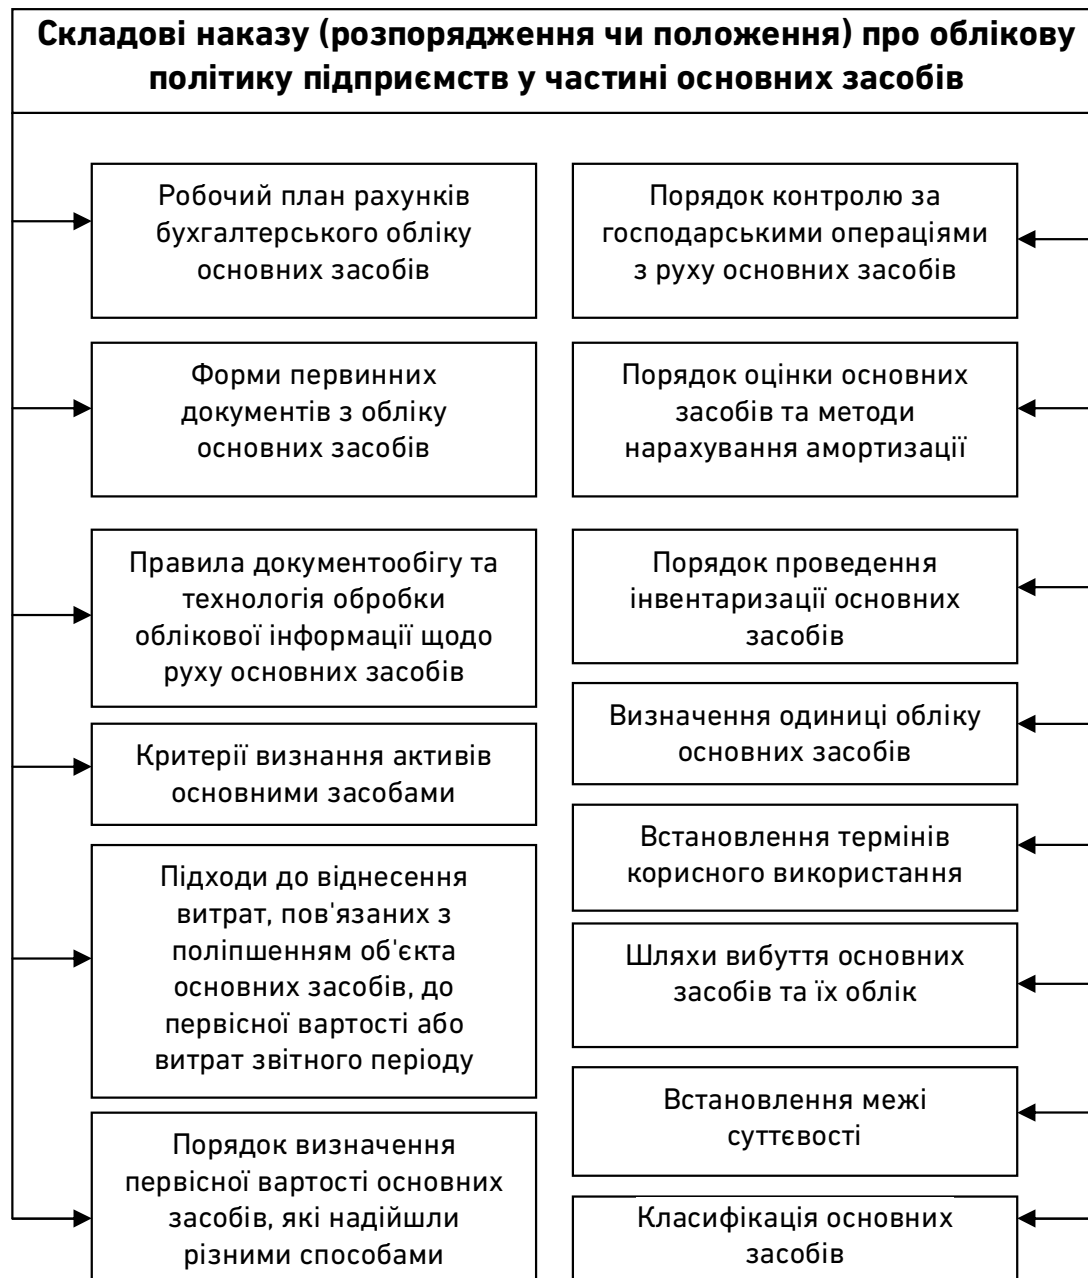 Складові наказу (розпорядження чи положення) про облікову
політику підприємств у частині основних засобів
Робочий план рахунків
бухгалтерського обліку
основних засобів
Форми первинних
документів з обліку
основних засобів
Правила документообігу та
технологія обробки
облікової інформації щодо
руху основних засобів
Критерії визнання активів
основними засобами
Підходи до віднесення
витрат, пов'язаних з
поліпшенням об'єкта
основних засобів, до
первісної вартості або
витрат звітного періоду
Порядок визначення
первісної вартості основних
засобів, які надійшли
різними способами
Порядок контролю за
господарськими операціями
з руху основних засобів
Порядок оцінки основних
засобів та методи
нарахування амортизації
Порядок проведення
інвентаризації основних
засобів
Визначення одиниці обліку
основних засобів
Встановлення термінів
корисного використання
Шляхи вибуття основних
засобів та їх облік
Встановлення межі
суттєвості
Класифікація основних
засобів